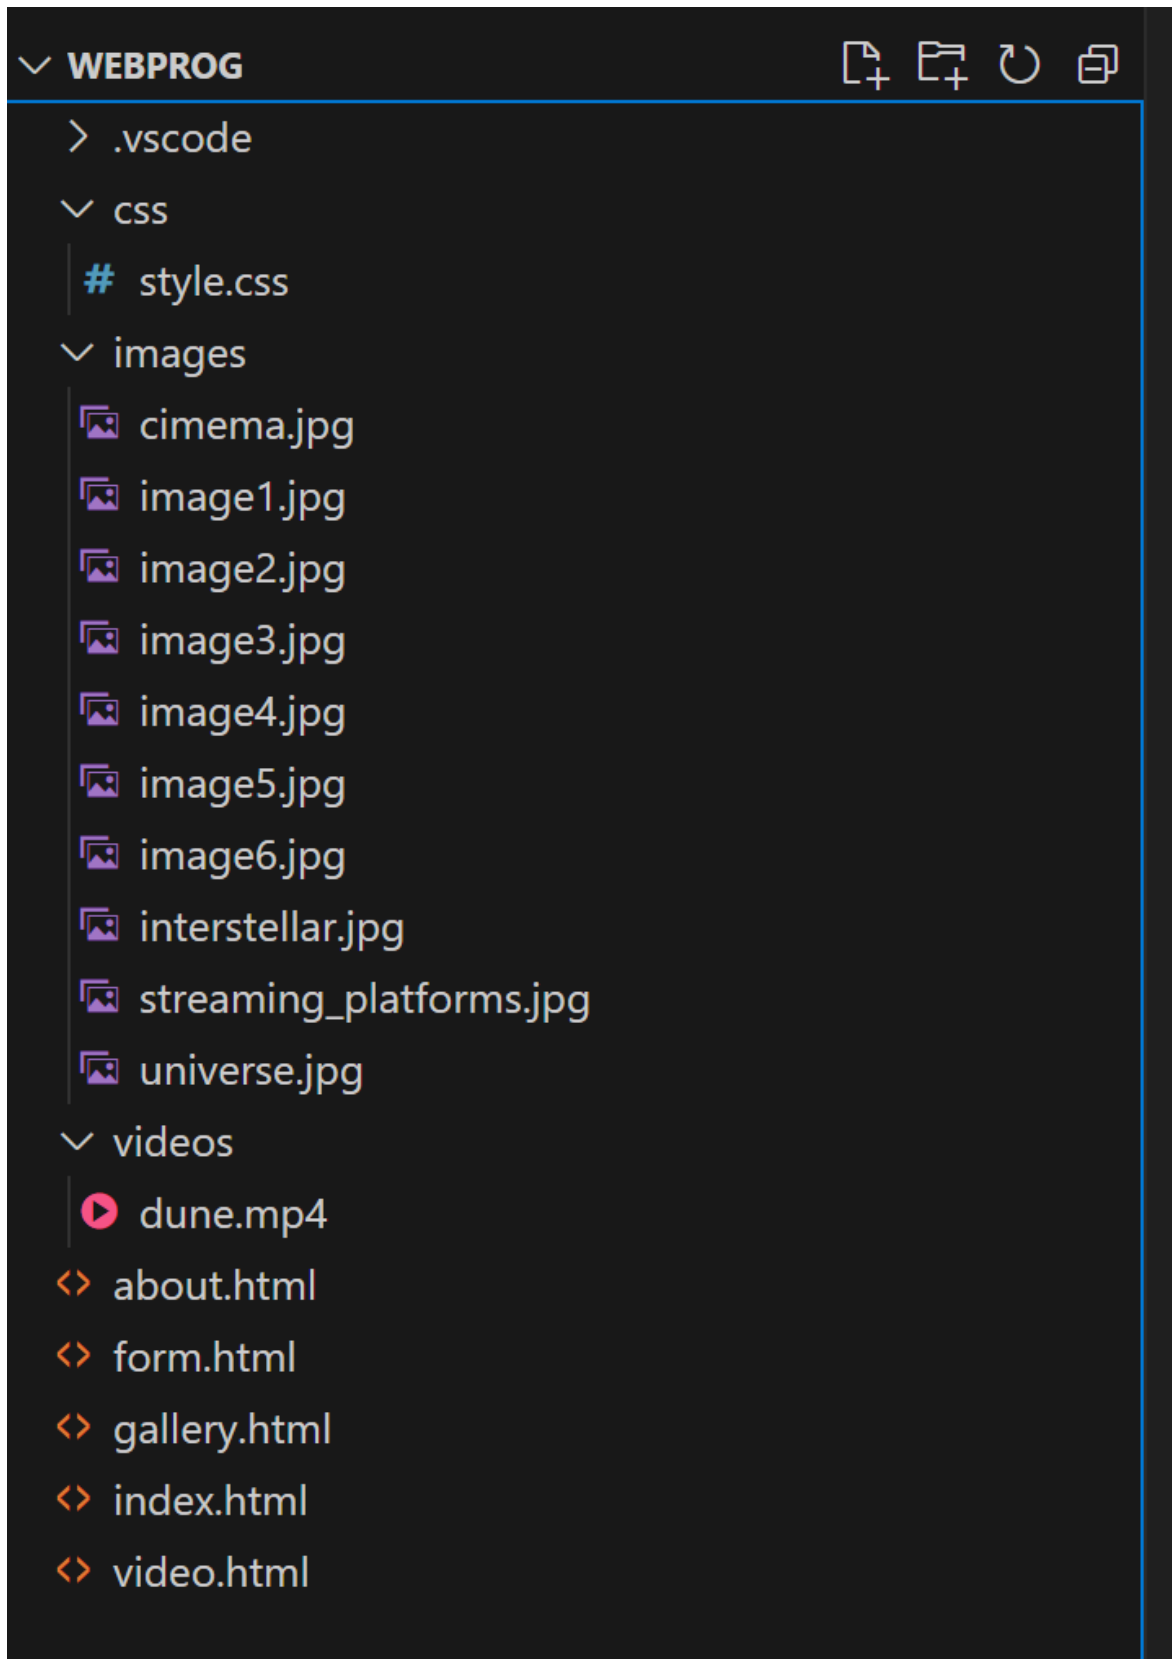 WEBPROG
.vscode
css
# style.css
images
cimema.jpg
image1.jpg
image2.jpg
image3.jpg
image4.jpg
image5.jpg
image6.jpg
interstellar.jpg
streaming_platforms.jpg
universe.jpg
videos
dune.mp4
<> about.html
<> form.html
<> gallery.html
<> index.html
<> video.html